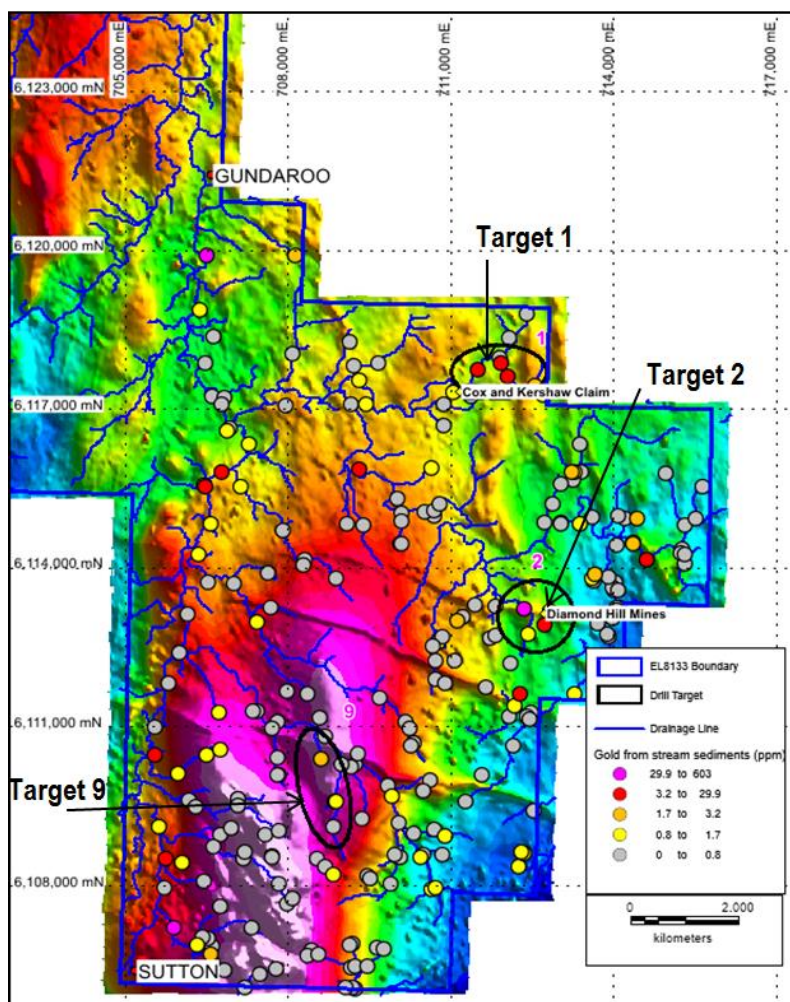 705,000 mE
708,000 mE
711,000 mE
714,000 mE
717,000 mE
6,123,000 mN
GUNDAROO
6,120,000 mN
Target 1
1
Cox and Kershaw Claim
Target 2
6,117,000 mN
6,114,000 mN
2
Diamond Hill Mines
6,111,000 mN
9
Target 9
6,108,000 mN
SUTTON
EL8133 Boundary
Drill Target
Drainage Line
Gold from stream sediments (ppm)
29.9 to 603
3.2 to 29.9
1.7 to 3.2
0.8 to 1.7
0 to 0.8
0 2.000
kilometers